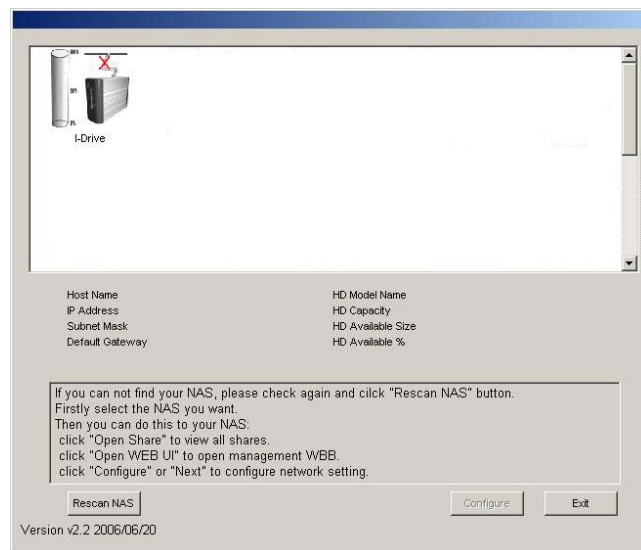 I-Drive
Host Name
IP Address
Subnet Mask
Default Gateway
HD Model Name
HD Capacity
HD Available Size
HD Available %
If you can not find your NAS, please check again and cilck "Rescan NAS" button.
Firstly select the NAS you want.
Then you can do this to your NAS:
click "Open Share" to view all shares.
click "Open WEB UI" to open management WBB.
click "Configure" or "Next" to configure network setting.
Rescan NAS
Configure
Exit
Version v2.2 2006/06/20